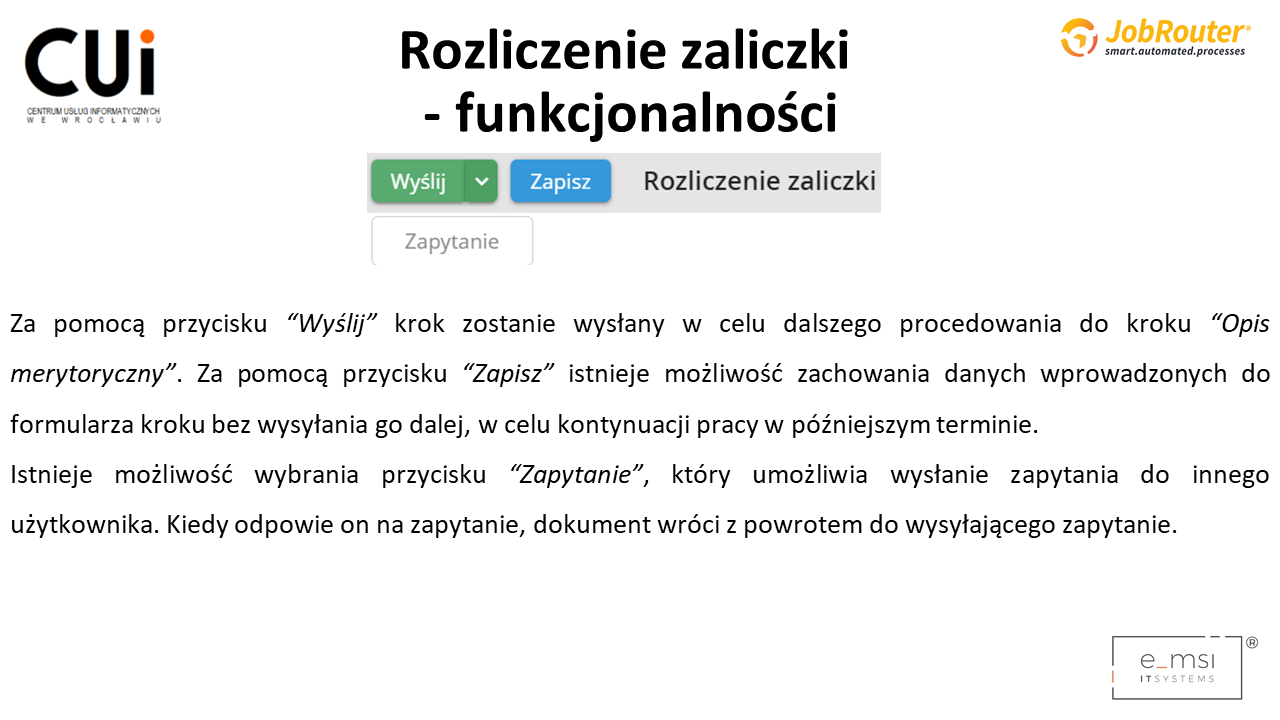 CUi
CENTRUM USŁUG INFORMATYCZNYCH
WE WROCŁAWIU
Rozliczenie zaliczki
- funkcjonalności
JobRouter®
smart.automated.processes
Wyślij Zapisz Rozliczenie zaliczki
Zapytanie
Za pomocą przycisku “Wyślij” krok zostanie wysłany w celu dalszego procedowania do kroku “Opis
merytoryczny”. Za pomocą przycisku “Zapisz” istnieje możliwość zachowania danych wprowadzonych do
formularza kroku bez wysyłania go dalej, w celu kontynuacji pracy w późniejszym terminie.
Istnieje możliwość wybrania przycisku “Zapytanie”, który umożliwia wysłanie zapytania do innego
użytkownika. Kiedy odpowie on na zapytanie, dokument wróci z powrotem do wysyłającego zapytanie.
e_msi ®
ITSYSTEMS